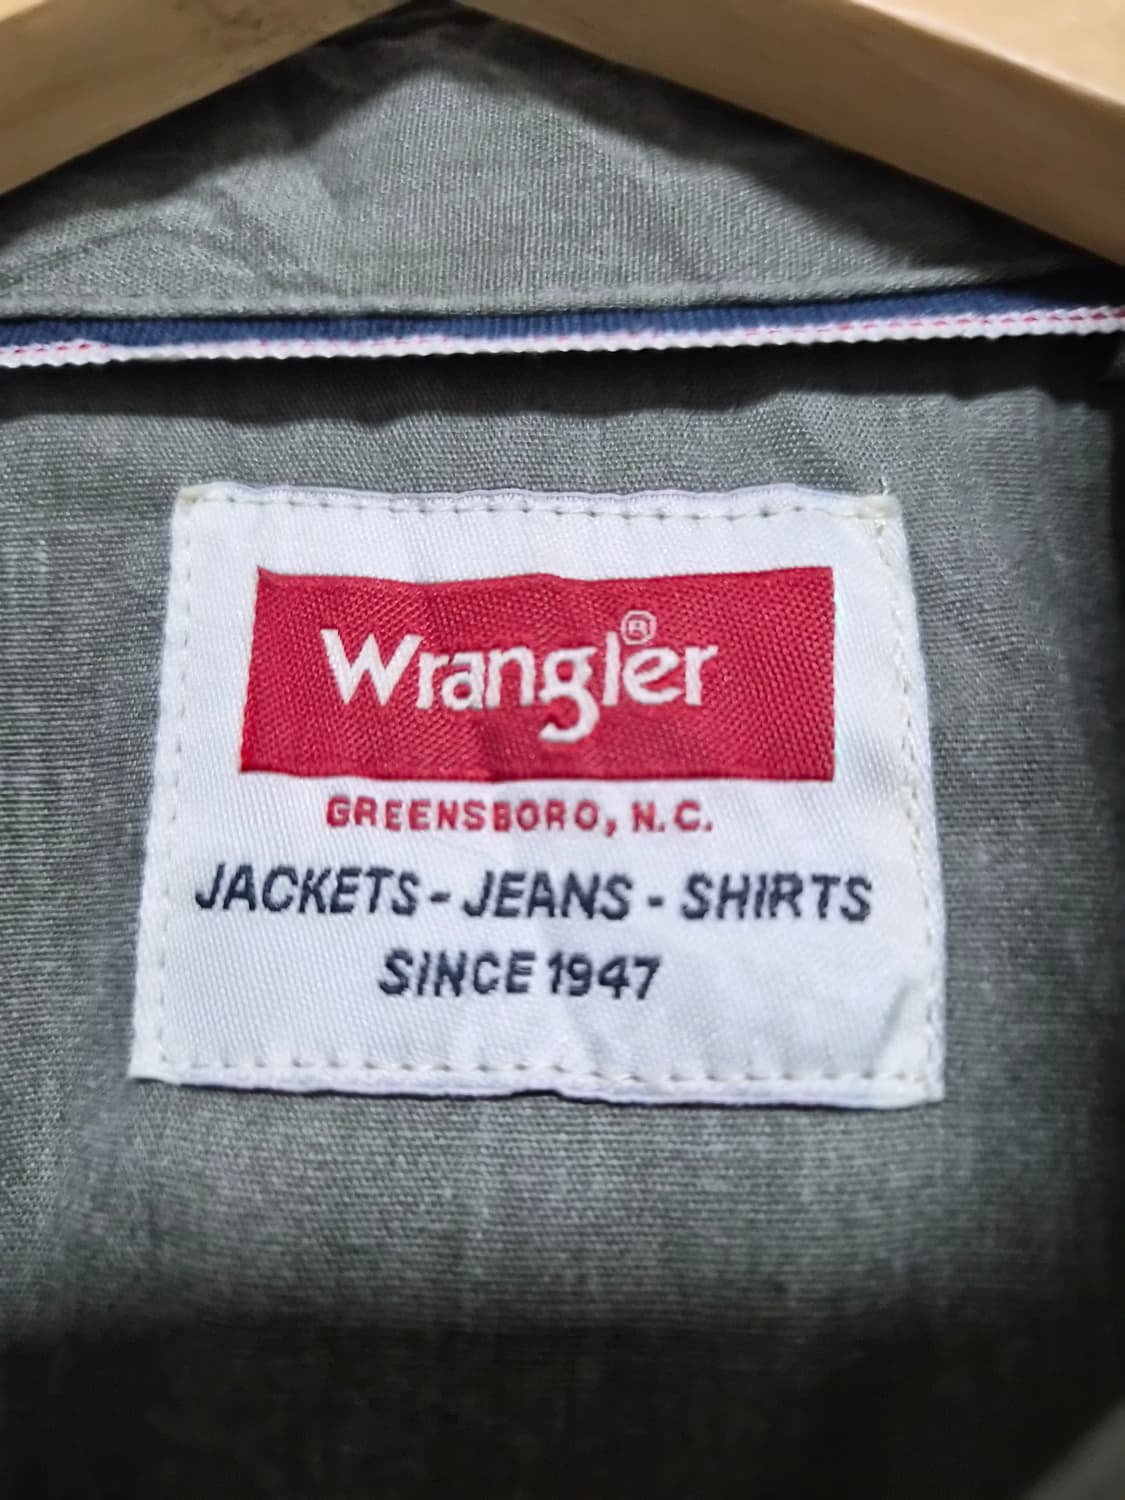 Wrangler®
GREENSBORO, N.C.
JACKETS - JEANS - SHIRTS
SINCE 1947